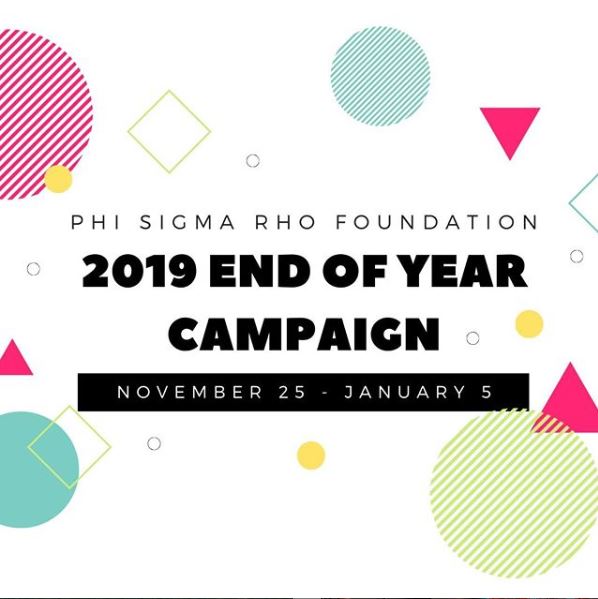 PHI SIGMA RHO FOUNDATION
2019 END OF YEAR
CAMPAIGN
NOVEMBER 25 - JANUARY 5